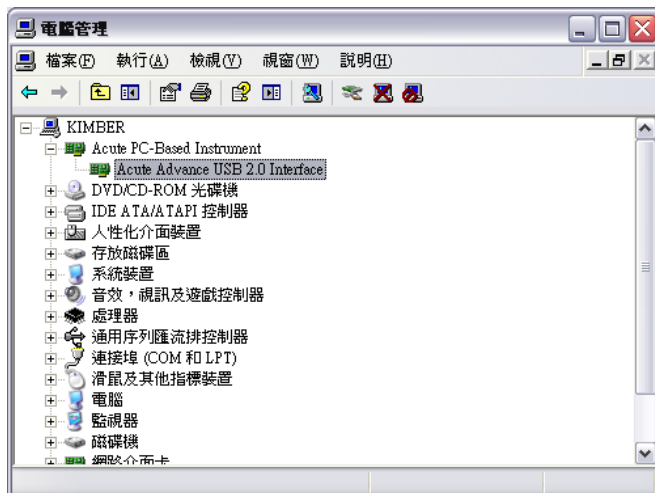 電腦管理
檔案(F) 執行(A) 檢視(V) 視窗(W) 說明(H)
KIMBER
Acute PC-Based Instrument
Acute Advance USB 2.0 Interface
DVD/CD-ROM 光碟機
IDE ATA/ATAPI 控制器
人性化介面裝置
存放磁碟區
系統裝置
音效，視訊及遊戲控制器
處理器
通用序列匯流排控制器
連接埠 (COM 和 LPT)
滑鼠及其他指標裝置
電腦
監視器
磁碟機
網路介面卡